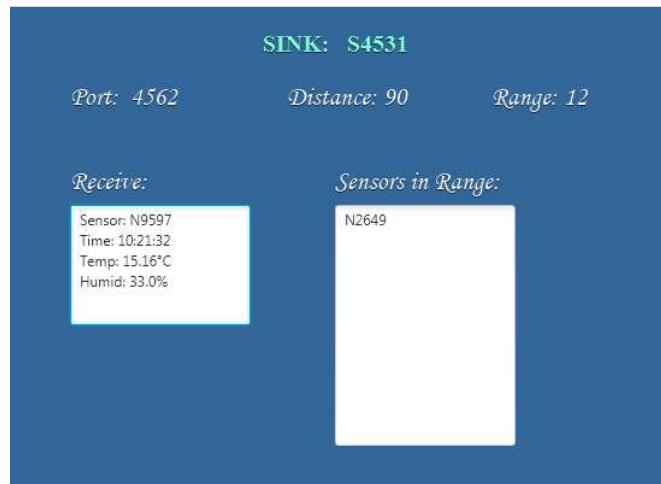 SINK: S4531
Port: 4562 Distance: 90 Range: 12
Receive:
Sensor: N9597
Time: 10:21:32
Temp: 15.16°C
Humid: 33.0%
Sensors in Range:
N2649